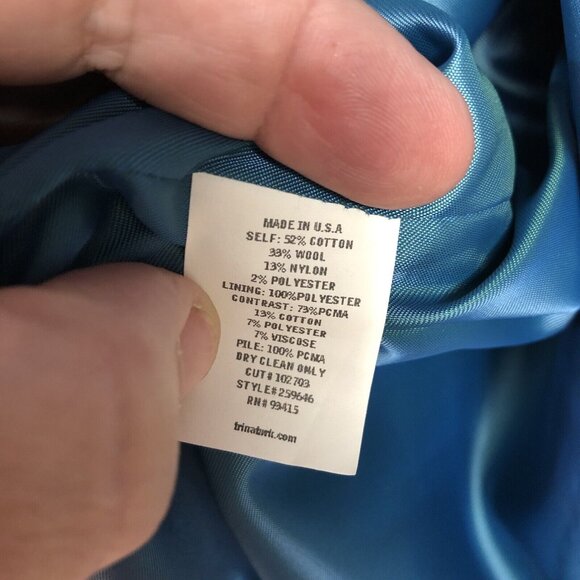 MADE IN U.S.A
SELF: 52% COTTON
33% WOOL
13% NYLON
2% POLYESTER
LINING: 100%POLYESTER
CONTRAST: 73%PCMA
13% COTTON
7% POLYESTER
7% VISCOSE
PILE: 100% PCMA
DRY CLEAN ONLY
CUT# 102703
STYLE# 259646
RN# 99415
trinaturk.com